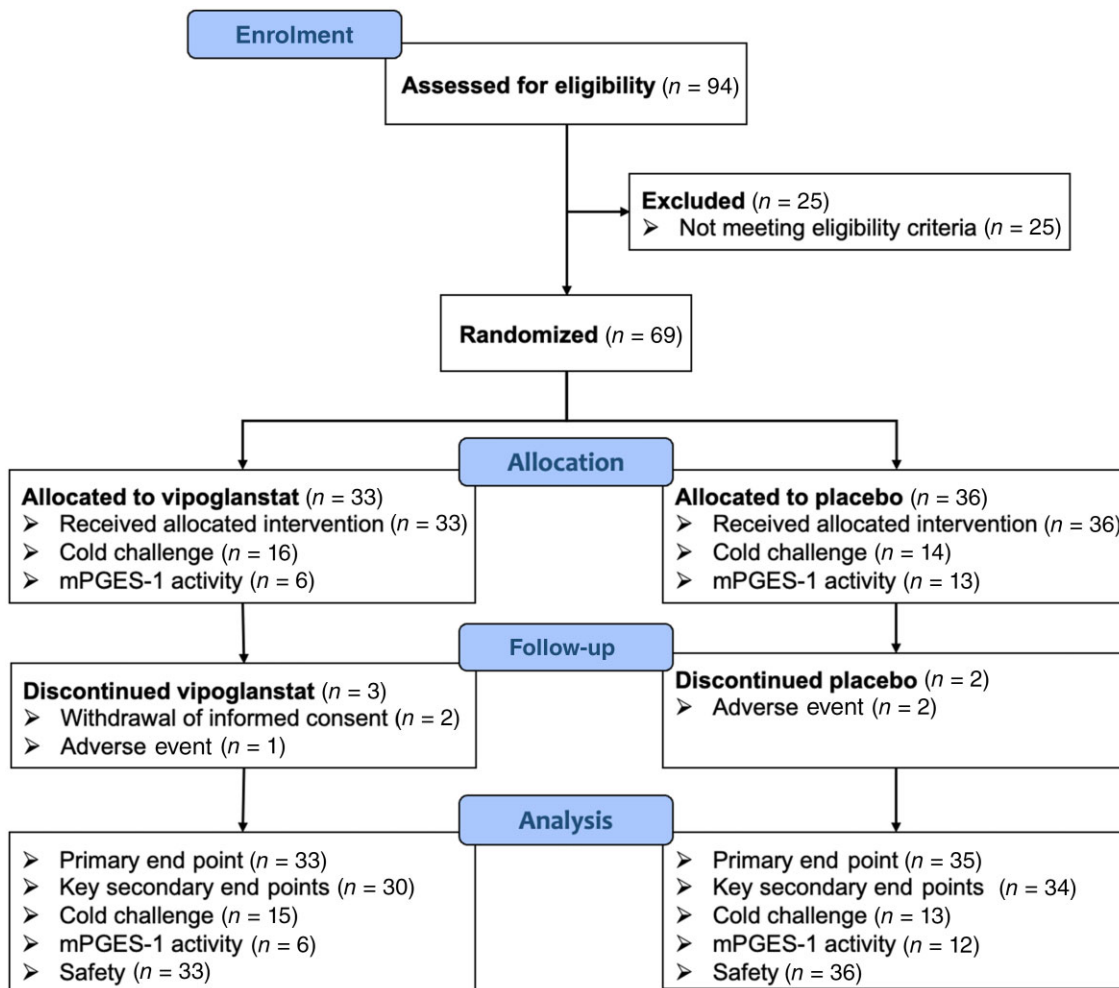 Enrolment
Assessed for eligibility (n = 94)
Excluded (n = 25)
➢ Not meeting eligibility criteria (n = 25)
Randomized (n = 69)
Allocation
Allocated to vipoglanstat (n = 33)
➢ Received allocated intervention (n = 33)
➢ Cold challenge (n = 16)
➢ mPGES-1 activity (n = 6)
Allocated to placebo (n = 36)
➢ Received allocated intervention (n = 36)
➢ Cold challenge (n = 14)
➢ mPGES-1 activity (n = 13)
Follow-up
Discontinued vipoglanstat (n = 3)
➢ Withdrawal of informed consent (n = 2)
➢ Adverse event (n = 1)
Discontinued placebo (n = 2)
➢ Adverse event (n = 2)
Analysis
➢ Primary end point (n = 33)
➢ Key secondary end points (n = 30)
➢ Cold challenge (n = 15)
➢ mPGES-1 activity (n = 6)
➢ Safety (n = 33)
➢ Primary end point (n = 35)
➢ Key secondary end points (n = 34)
➢ Cold challenge (n = 13)
➢ mPGES-1 activity (n = 12)
➢ Safety (n = 36)